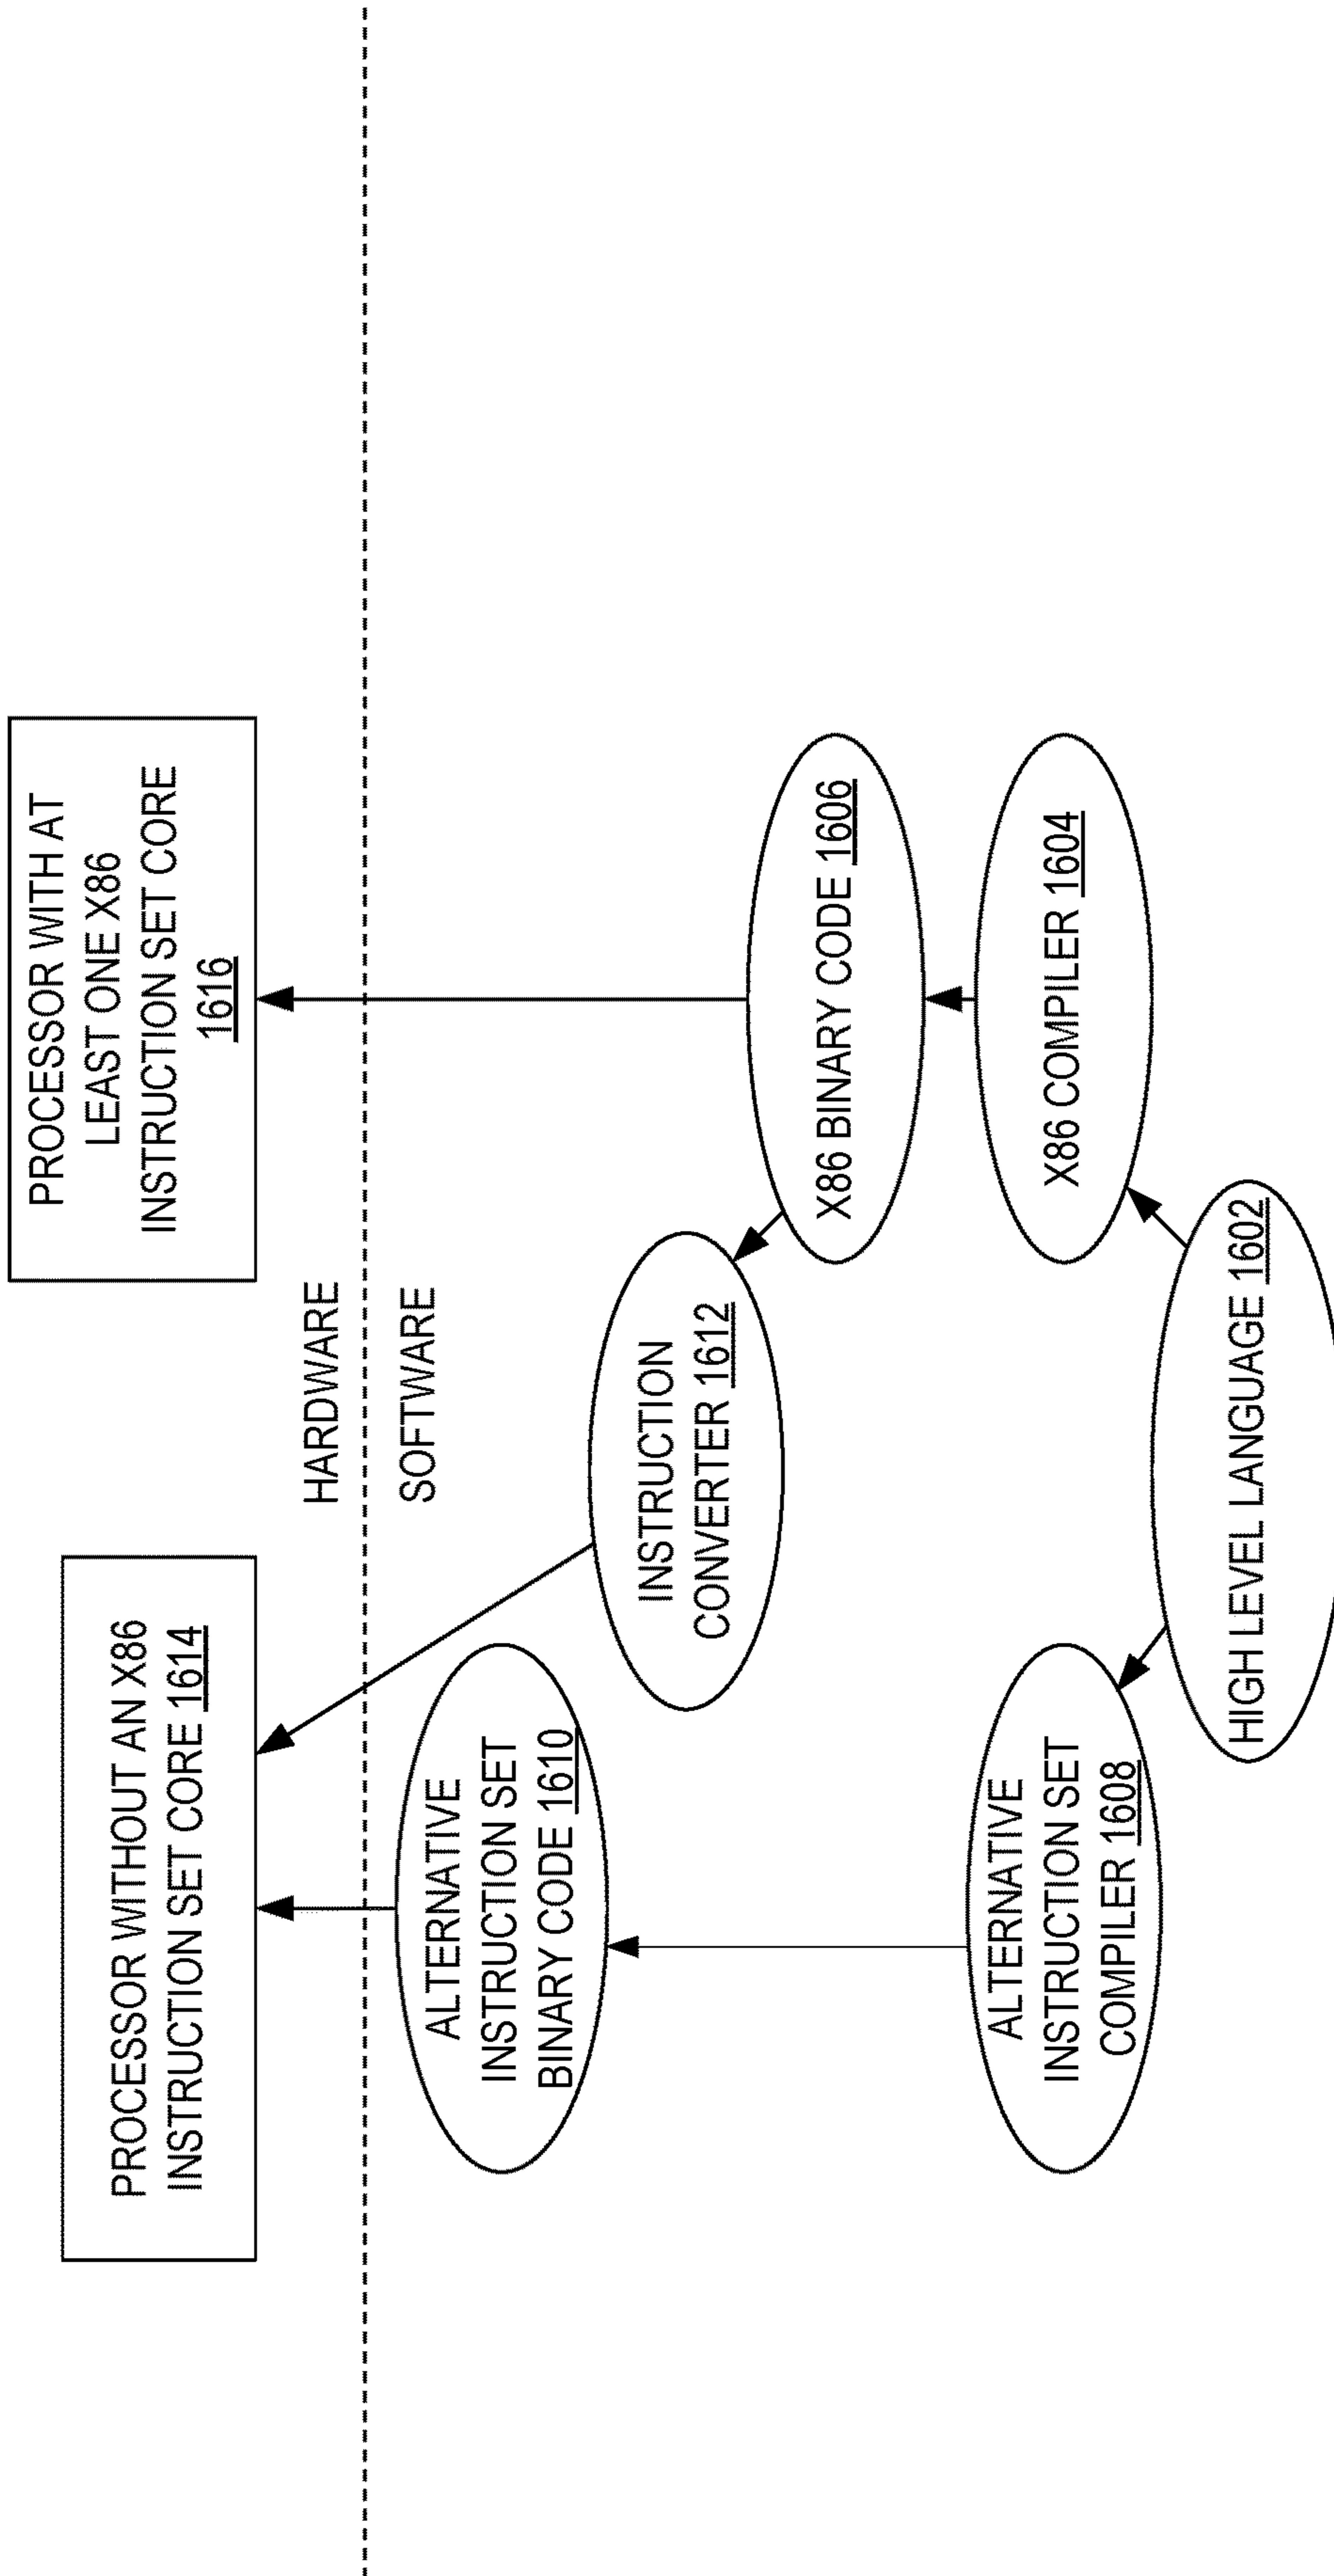 PROCESSOR WITHOUT AN X86
INSTRUCTION SET CORE 1614
PROCESSOR WITH AT
LEAST ONE X86
INSTRUCTION SET CORE
1616
HARDWARE
SOFTWARE
ALTERNATIVE
INSTRUCTION SET
BINARY CODE 1610
INSTRUCTION
CONVERTER 1612
X86 BINARY CODE 1606
ALTERNATIVE
INSTRUCTION SET
COMPILER 1608
X86 COMPILER 1604
HIGH LEVEL LANGUAGE 1602